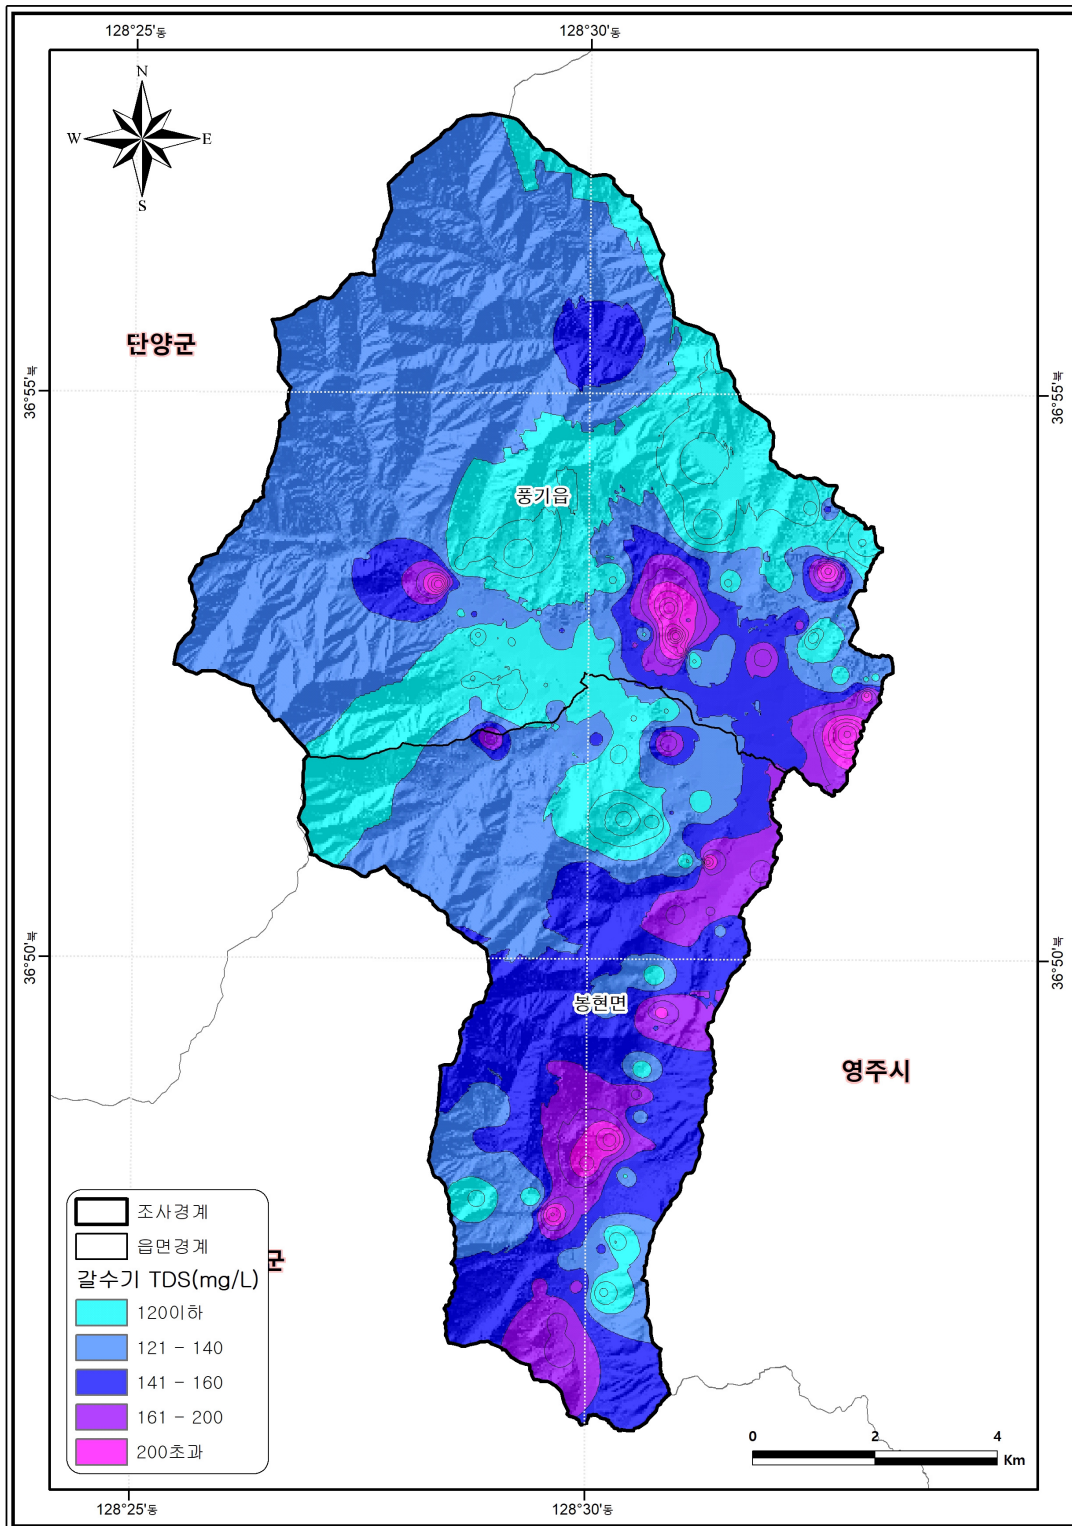 128°25'동
128°30'동
N
W
E
S
단양군
36°55'북
36°55'북
풍기읍
36°50'북
36°50'북
봉현면
영주시
조사경계
읍면경계
군
갈수기 TDS(mg/L)
120이하
121 - 140
141 - 160
161 - 200
200초과
0
2
4
Km
128°25'동
128°30'동